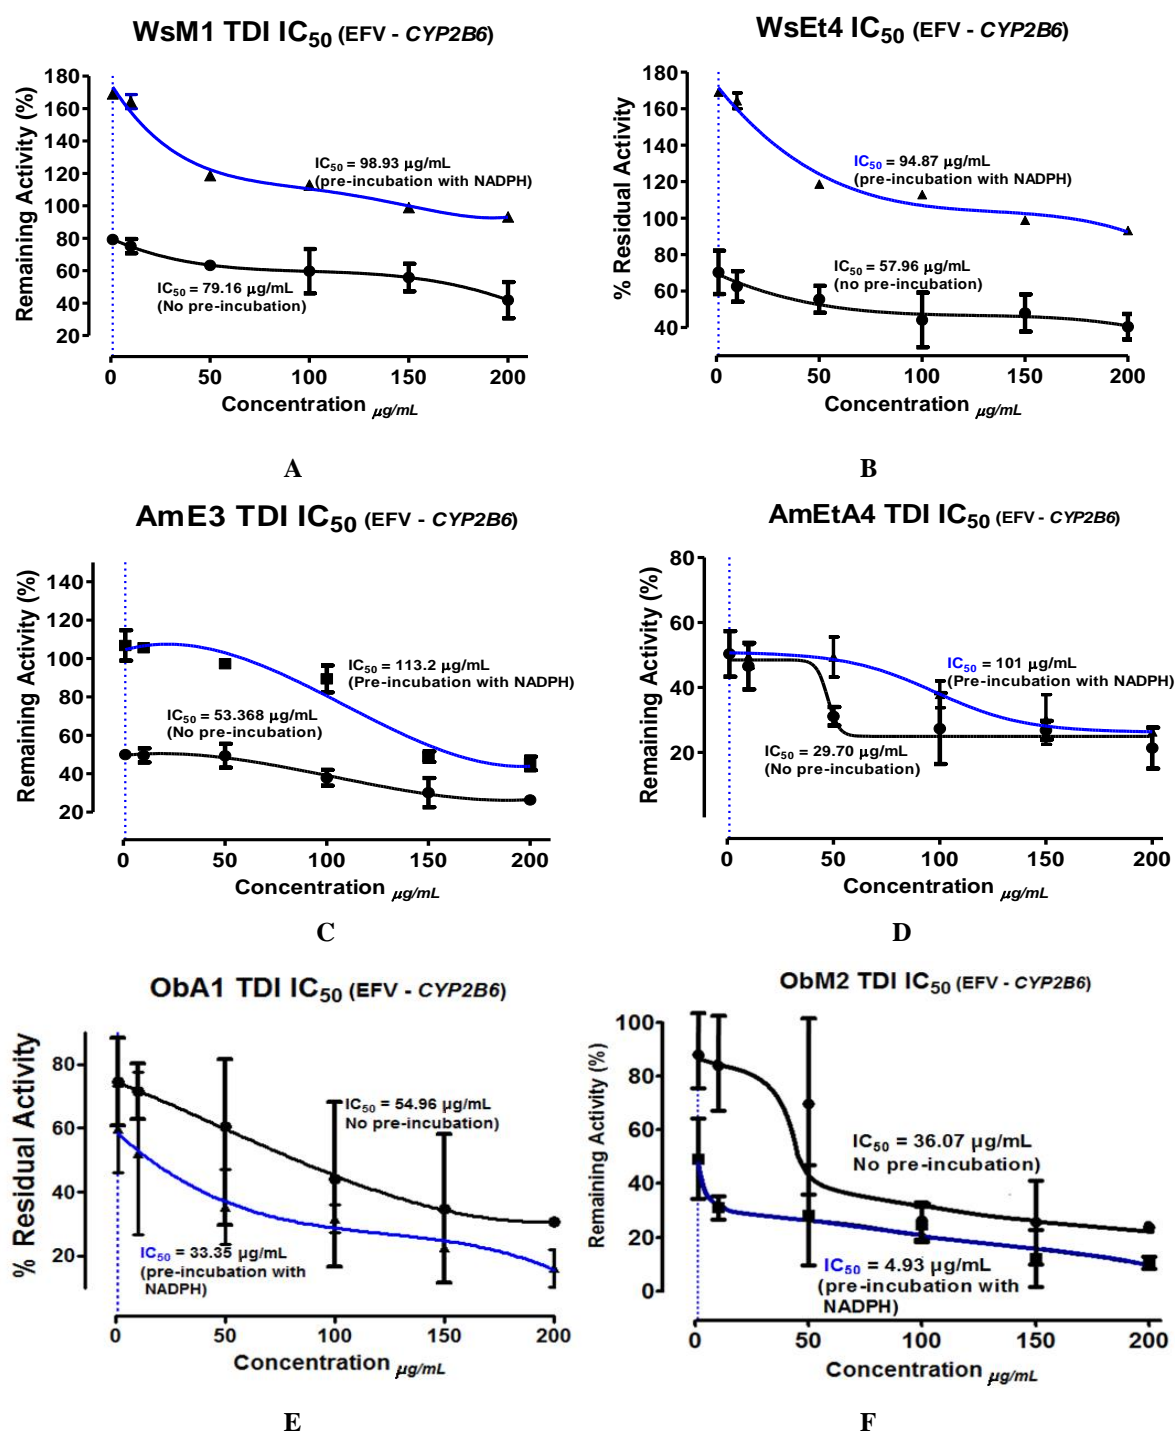 WsM1 TDI IC50 (EFV - CYP2B6)
Remaining Activity (%)
180
160
140
120
100
80
60
40
20
IC50 = 98.93 µg/mL
(pre-incubation with NADPH)
IC50 = 79.16 µg/mL
(No pre-incubation)
0 50 100 150 200
Concentration µg/mL
A
WsEt4 IC50 (EFV - CYP2B6)
% Residual Activity
180
160
140
120
100
80
60
40
IC50 = 94.87 µg/mL
(pre-incubation with NADPH)
IC50 = 57.96 µg/mL
(no pre-incubation)
0 50 100 150 200
Concentration µg/mL
B
AmE3 TDI IC50 (EFV - CYP2B6)
Remaining Activity (%)
140
120
100
80
60
40
20
IC50 = 113.2 µg/mL
(Pre-incubation with NADPH)
IC50 = 53.368 µg/mL
(No pre-incubation)
0 50 100 150 200
Concentration µg/mL
C
AmEtA4 TDI IC50 (EFV - CYP2B6)
Remaining Activity (%)
80
60
40
20
IC50 = 101 µg/mL
(Pre-incubation with NADPH)
IC50 = 29.70 µg/mL
(No pre-incubation)
0 50 100 150 200
Concentration µg/mL
D
ObA1 TDI IC50 (EFV - CYP2B6)
% Residual Activity
80
60
40
20
IC50 = 54.96 µg/mL
No pre-incubation)
IC50 = 33.35 µg/mL
(pre-incubation with
NADPH)
0 50 100 150 200
Concentration µg/mL
E
ObM2 TDI IC50 (EFV - CYP2B6)
Remaining Activity (%)
100
80
60
40
20
0
IC50 = 36.07 µg/mL
No pre-incubation)
IC50 = 4.93 µg/mL
(pre-incubation with
NADPH)
0 50 100 150 200
Concentration µg/mL
F